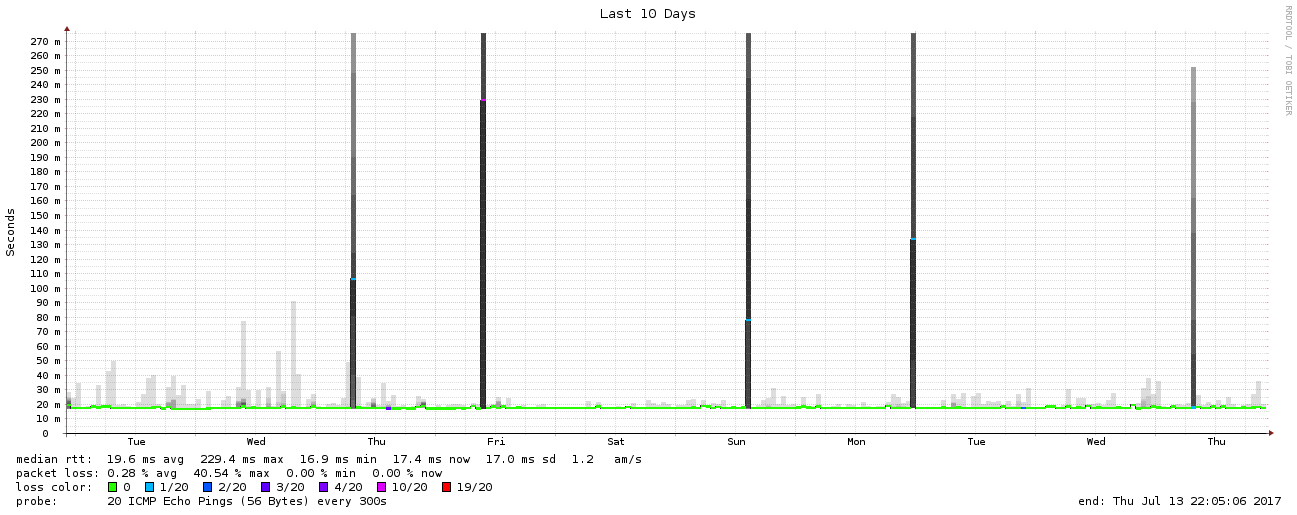 Last 10 Days
RRDTOOL / TOBI OETIKER
Seconds
270 m
260 m
250 m
240 m
230 m
220 m
210 m
200 m
190 m
180 m
170 m
160 m
150 m
140 m
130 m
120 m
110 m
100 m
90 m
80 m
70 m
60 m
50 m
40 m
30 m
20 m
10 m
0
Tue Wed Thu Fri Sat Sun Mon Tue Wed Thu
median rtt: 19.6 ms avg 229.4 ms max 16.9 ms min 17.4 ms now 17.0 ms sd 1.2 am/s
packet loss: 0.28 % avg 40.54 % max 0.00 % min 0.00 % now
loss color: 0 1/20 2/20 3/20 4/20 10/20 19/20
probe: 20 ICMP Echo Pings (56 Bytes) every 300s end: Thu Jul 13 22:05:06 2017